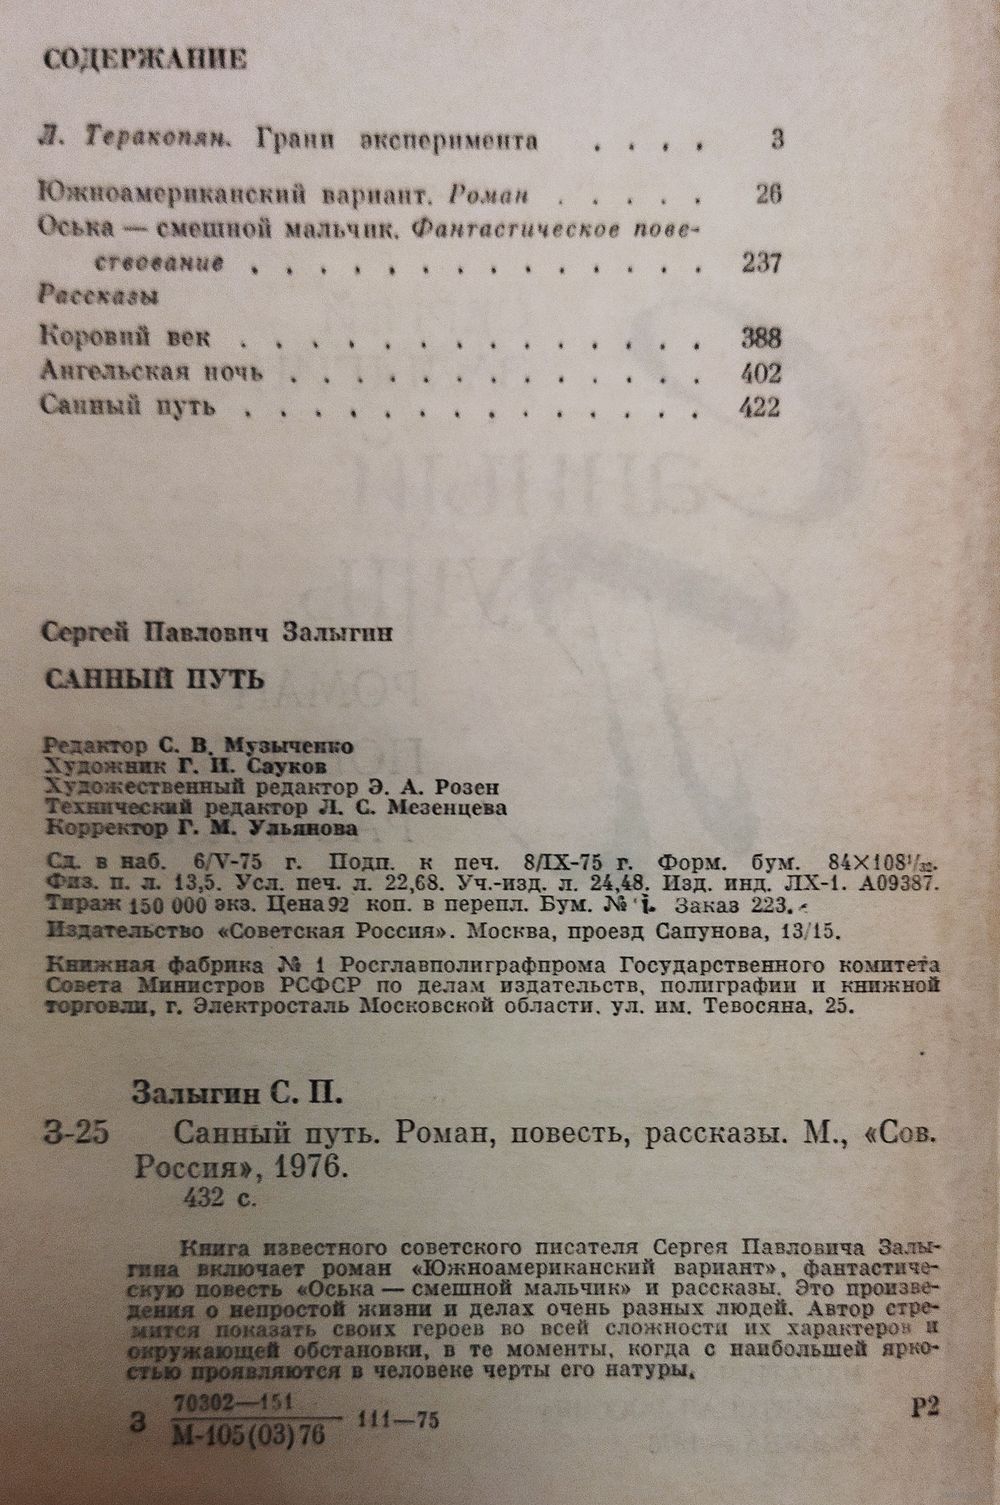 СОДЕРЖАНИЕ
Л. Теракопян. Грани эксперимента . . . . 3
Южноамериканский вариант. Роман . . . . . 26
Оська — смешной мальчик. Фантастическое пове-
ствование . . . . . . . . . . . . . 237
Рассказы
Коровий век . . . . . . . . . . . . . 388
Ангельская ночь . . . . . . . . . . . . 402
Санный путь . . . . . . . . . . . . . 422
Сергей Павлович Залыгин
САННЫЙ ПУТЬ
Редактор С. В. Музыченко
Художник Г. И. Сауков
Художественный редактор Э. А. Розен
Технический редактор Л. С. Мезенцева
Корректор Г. М. Ульянова
Сд. в наб. 6/V-75 г. Подп. к печ. 8/IX-75 г. Форм. бум. 84×108¹/₃₂.
Физ. п. л. 13,5. Усл. печ. л. 22,68. Уч.-изд. л. 24,48. Изд. инд. ЛХ-1. А09387.
Тираж 150 000 экз. Цена 92 коп. в перепл. Бум. № 1. Заказ 223.
Издательство «Советская Россия». Москва, проезд Сапунова, 13/15.
Книжная фабрика № 1 Росглавполиграфпрома Государственного комитета
Совета Министров РСФСР по делам издательств, полиграфии и книжной
торговли, г. Электросталь Московской области, ул. им. Тевосяна, 25.
Залыгин С. П.
З-25 Санный путь. Роман, повесть, рассказы. М., «Сов.
Россия», 1976.
432 с.
Книга известного советского писателя Сергея Павловича Залы-
гина включает роман «Южноамериканский вариант», фантастиче-
скую повесть «Оська — смешной мальчик» и рассказы. Это произве-
дения о непростой жизни и делах очень разных людей. Автор стре-
мится показать своих героев во всей сложности их характеров и
окружающей обстановки, в те моменты, когда с наибольшей ярко-
стью проявляются в человеке черты его натуры.
70302—151
З 111—75 Р2
М-105(03)76